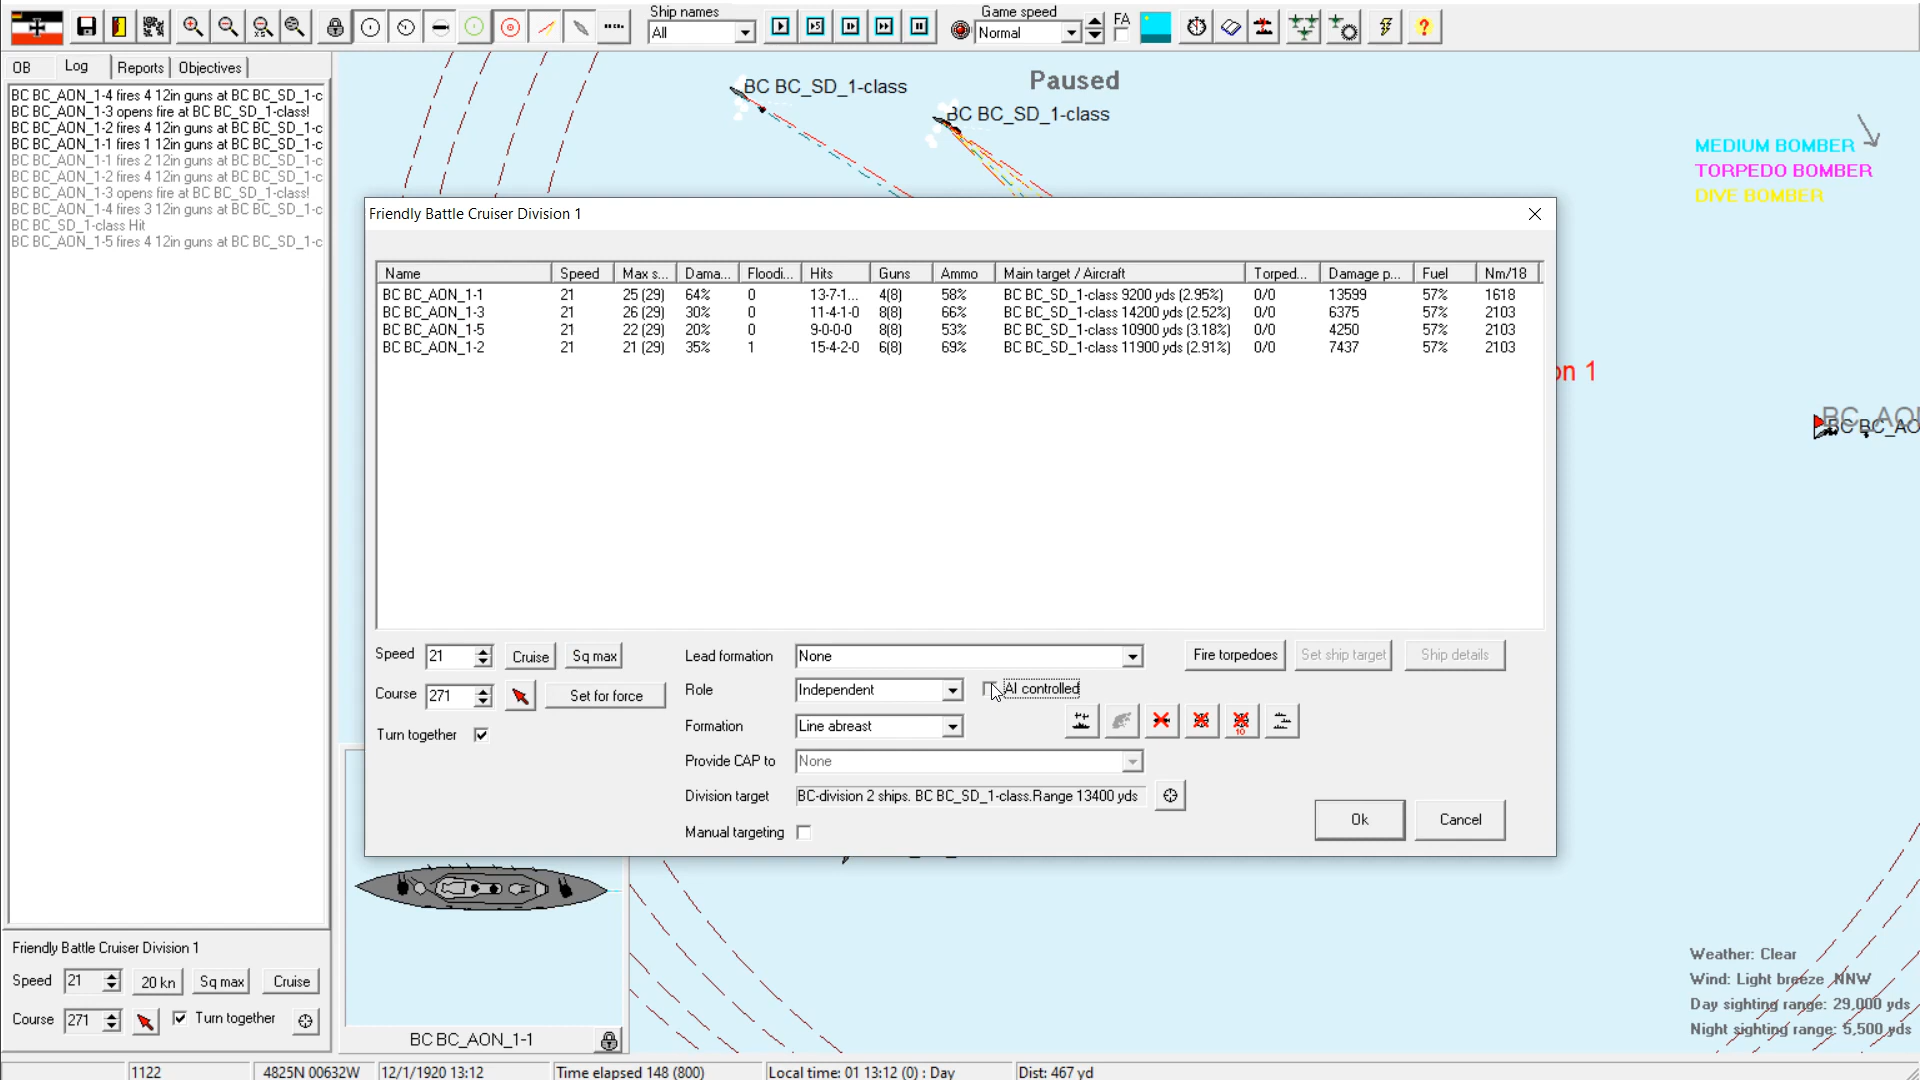 Ship names
All
Game speed
Normal
FA
OB
Log
Reports
Objectives
BC BC_AON_1-4 fires 4 12in guns at BC BC_SD_1-c
BC BC_AON_1-3 opens fire at BC BC_SD_1-class!
BC BC_AON_1-2 fires 4 12in guns at BC BC_SD_1-c
BC BC_AON_1-1 fires 1 12in guns at BC BC_SD_1-c
BC BC_AON_1-1 fires 2 12in guns at BC BC_SD_1-c
BC BC_AON_1-2 fires 4 12in guns at BC BC_SD_1-c
BC BC_AON_1-3 opens fire at BC BC_SD_1-class!
BC BC_AON_1-4 fires 3 12in guns at BC BC_SD_1-c
BC BC_SD_1-class Hit
BC BC_AON_1-5 fires 4 12in guns at BC BC_SD_1-c
BC BC_SD_1-class
BC BC_SD_1-class
Paused
MEDIUM BOMBER
TORPEDO BOMBER
DIVE BOMBER
Friendly Battle Cruiser Division 1
Name Speed Max s... Dama... Floodi... Hits Guns Ammo Main target / Aircraft Torped... Damage p... Fuel Nm/18
BC BC_AON_1-1 21 25 (29) 64% 0 13-7-1... 4(8) 58% BC BC_SD_1-class 9200 yds (2.95%) 0/0 13599 57% 1618
BC BC_AON_1-3 21 26 (29) 30% 0 11-4-1-0 8(8) 66% BC BC_SD_1-class 14200 yds (2.52%) 0/0 6375 57% 2103
BC BC_AON_1-5 21 22 (29) 20% 0 9-0-0-0 8(8) 53% BC BC_SD_1-class 10900 yds (3.18%) 0/0 4250 57% 2103
BC BC_AON_1-2 21 21 (29) 35% 1 15-4-2-0 6(8) 69% BC BC_SD_1-class 11900 yds (2.91%) 0/0 7437 57% 2103
on 1
BC_AON
BC BC_AO
Speed 21 Cruise Sq max
Course 271 Set for force
Turn together
Lead formation None
Role Independent AI controlled
Formation Line abreast
Provide CAP to None
Division target BC-division 2 ships. BC BC_SD_1-class.Range 13400 yds
Manual targeting
Fire torpedoes Set ship target Ship details
10
Ok Cancel
Friendly Battle Cruiser Division 1
Speed 21 20 kn Sq max Cruise
Course 271 Turn together
BC BC_AON_1-1
Weather: Clear
Wind: Light breeze NNW
Day sighting range: 29,000 yds
Night sighting range: 5,500 yds
1122 4825N 00632W 12/1/1920 13:12 Time elapsed 148 (800) Local time: 01 13:12 (0) : Day Dist: 467 yd